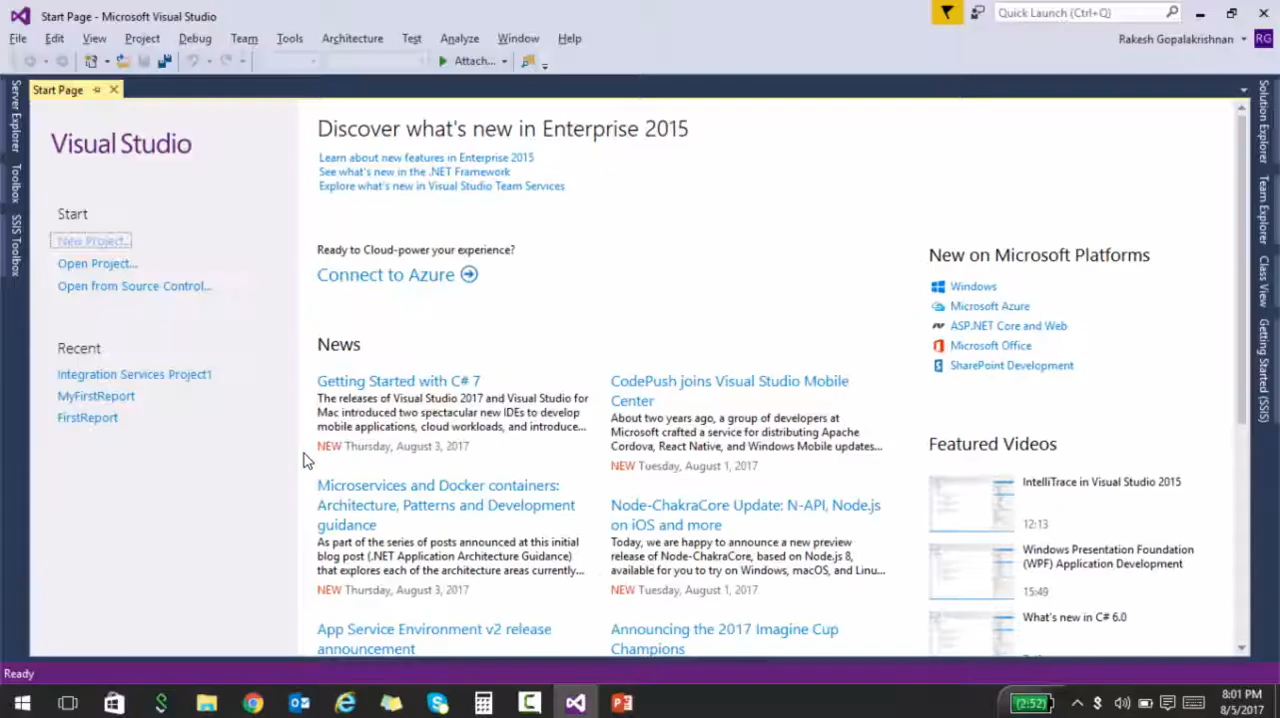 Start Page - Microsoft Visual Studio
Quick Launch (Ctrl+Q)
File Edit View Project Debug Team Tools Architecture Test Analyze Window Help
Rakesh Gopalakrishnan RG
Attach...
Server Explorer
Toolbox
SSIS Toolbox
Start Page
Visual Studio
Start
New Project...
Open Project...
Open from Source Control...
Recent
Integration Services Project1
MyFirstReport
FirstReport
Discover what's new in Enterprise 2015
Learn about new features in Enterprise 2015
See what's new in the .NET Framework
Explore what's new in Visual Studio Team Services
Ready to Cloud-power your experience?
Connect to Azure
News
Getting Started with C# 7
The releases of Visual Studio 2017 and Visual Studio for
Mac introduced two spectacular new IDEs to develop
mobile applications, cloud workloads, and introduce...
NEW Thursday, August 3, 2017
Microservices and Docker containers:
Architecture, Patterns and Development
guidance
As part of the series of posts announced at this initial
blog post (.NET Application Architecture Guidance)
that explores each of the architecture areas currently...
NEW Thursday, August 3, 2017
App Service Environment v2 release
announcement
CodePush joins Visual Studio Mobile
Center
About two years ago, a group of developers at
Microsoft crafted a service for distributing Apache
Cordova, React Native, and Windows Mobile updates...
NEW Tuesday, August 1, 2017
Node-ChakraCore Update: N-API, Node.js
on iOS and more
Today, we are happy to announce a new preview
release of Node-ChakraCore, based on Node.js 8,
available for you to try on Windows, macOS, and Linu...
NEW Tuesday, August 1, 2017
Announcing the 2017 Imagine Cup
Champions
New on Microsoft Platforms
Windows
Microsoft Azure
ASP.NET Core and Web
Microsoft Office
SharePoint Development
Featured Videos
IntelliTrace in Visual Studio 2015
12:13
Windows Presentation Foundation
(WPF) Application Development
15:49
What's new in C# 6.0
Solution Explorer
Team Explorer
Class View
Getting Started (SSIS)
Ready
(2:52)
8:01 PM
8/5/2017